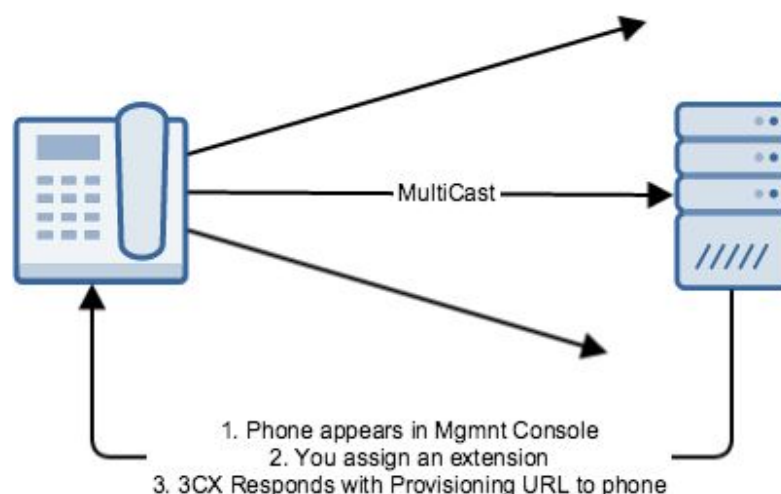 MultiCast
1. Phone appears in Mgmnt Console
2. You assign an extension
3. 3CX Responds with Provisioning URL to phone